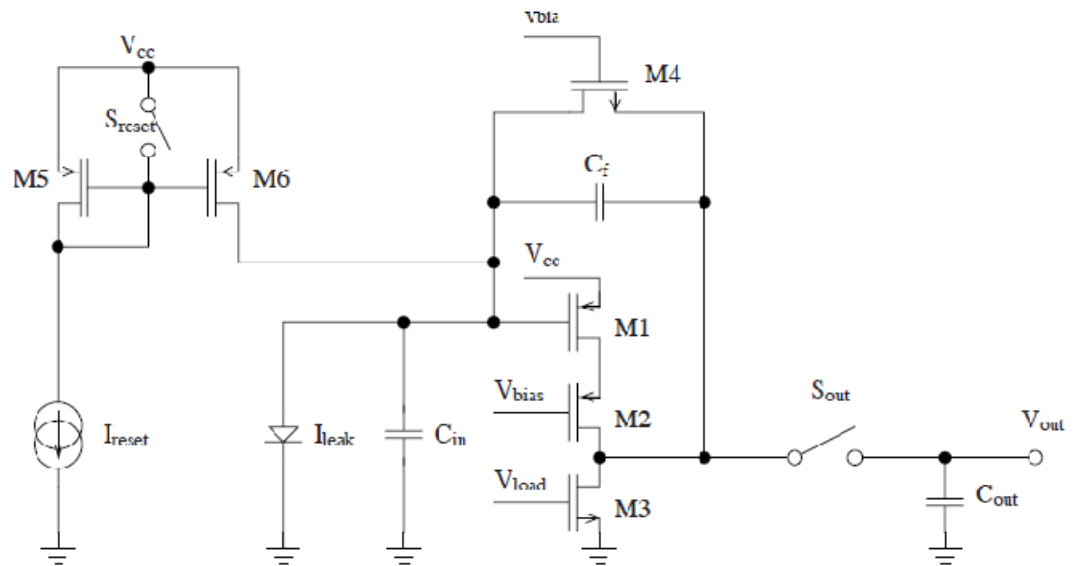 Vbia
Vcc
M4
Sreset
M5
M6
Cf
Vcc
M1
Vbias
M2
Sout
Vout
Ireset
Ileak
Cin
Vload
M3
Cout